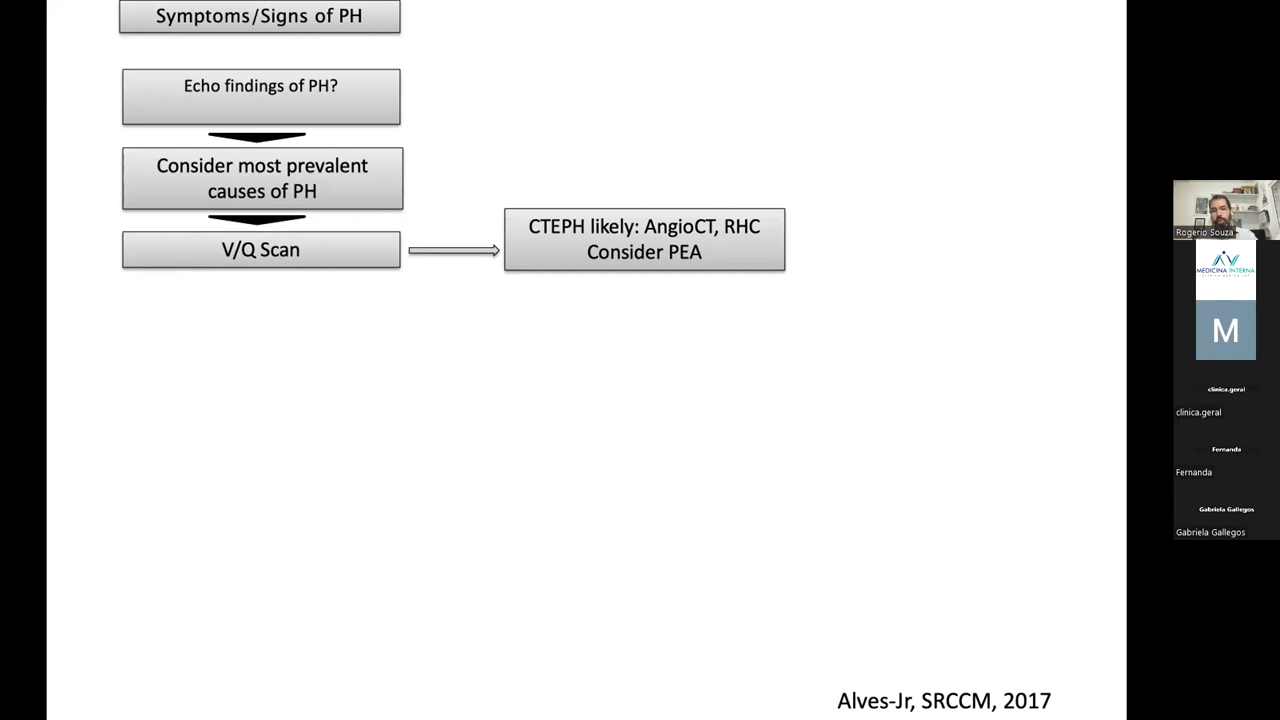 Symptoms/Signs of PH
Echo findings of PH?
Consider most prevalent
causes of PH
V/Q Scan
CTEPH likely: AngioCT, RHC
Consider PEA
Alves-Jr, SRCCM, 2017
Rogerio Souza
MEDICINA INTERNA
M
clinica.geral
clinica.geral
Fernanda
Fernanda
Gabriela Gallegos
Gabriela Gallegos